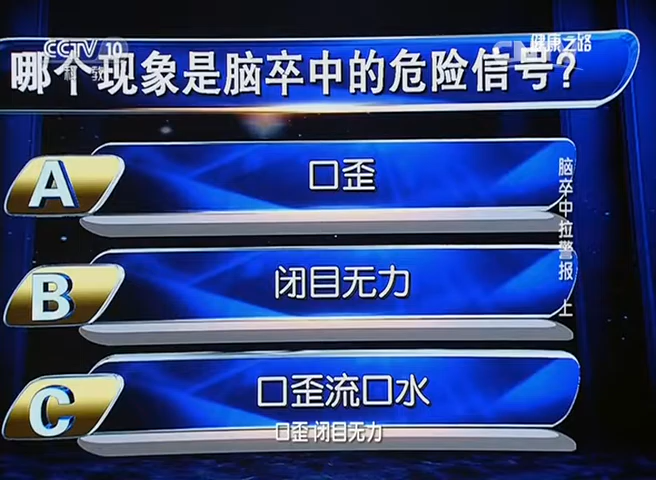 CCTV 10
科教
健康之路
哪个现象是脑卒中的危险信号?
A 口歪
B 闭目无力
C 口歪流口水
脑卒中拉警报 上
口歪 闭目无力